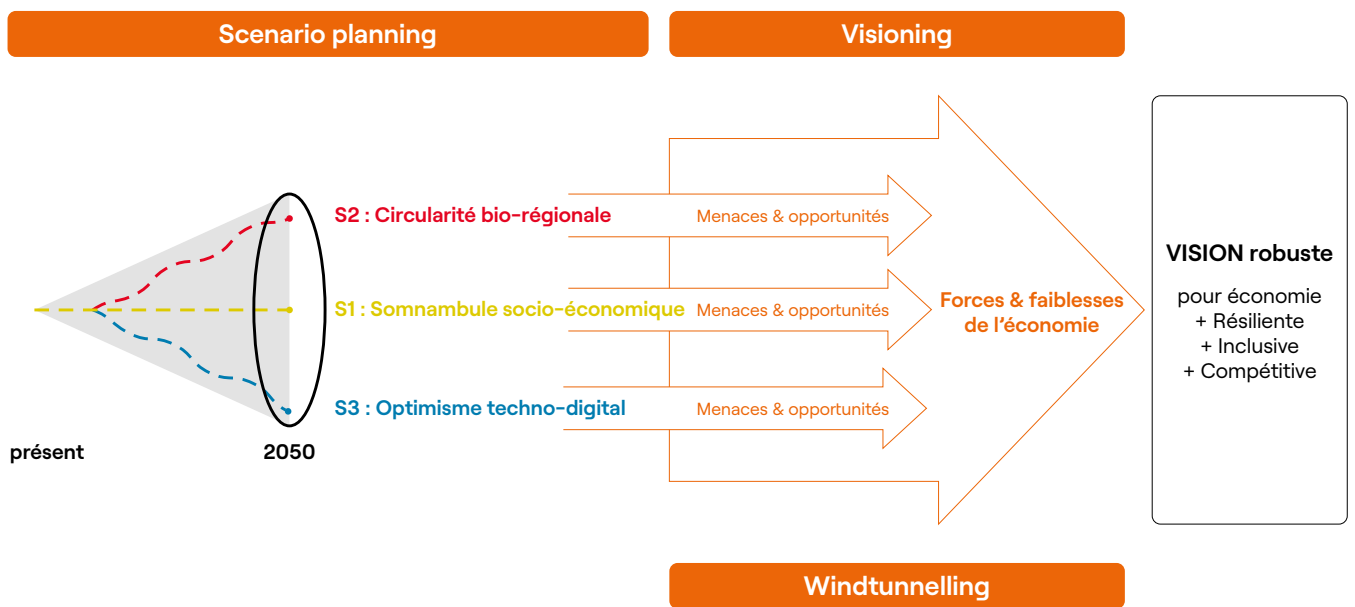 Scenario planning
Visioning
S2 : Circularité bio-régionale
Menaces & opportunités
S1 : Somnambule socio-économique
Menaces & opportunités
S3 : Optimisme techno-digital
Menaces & opportunités
présent
2050
Forces & faiblesses
de l'économie
VISION robuste
pour économie
+ Résiliente
+ Inclusive
+ Compétitive
Windtunnelling